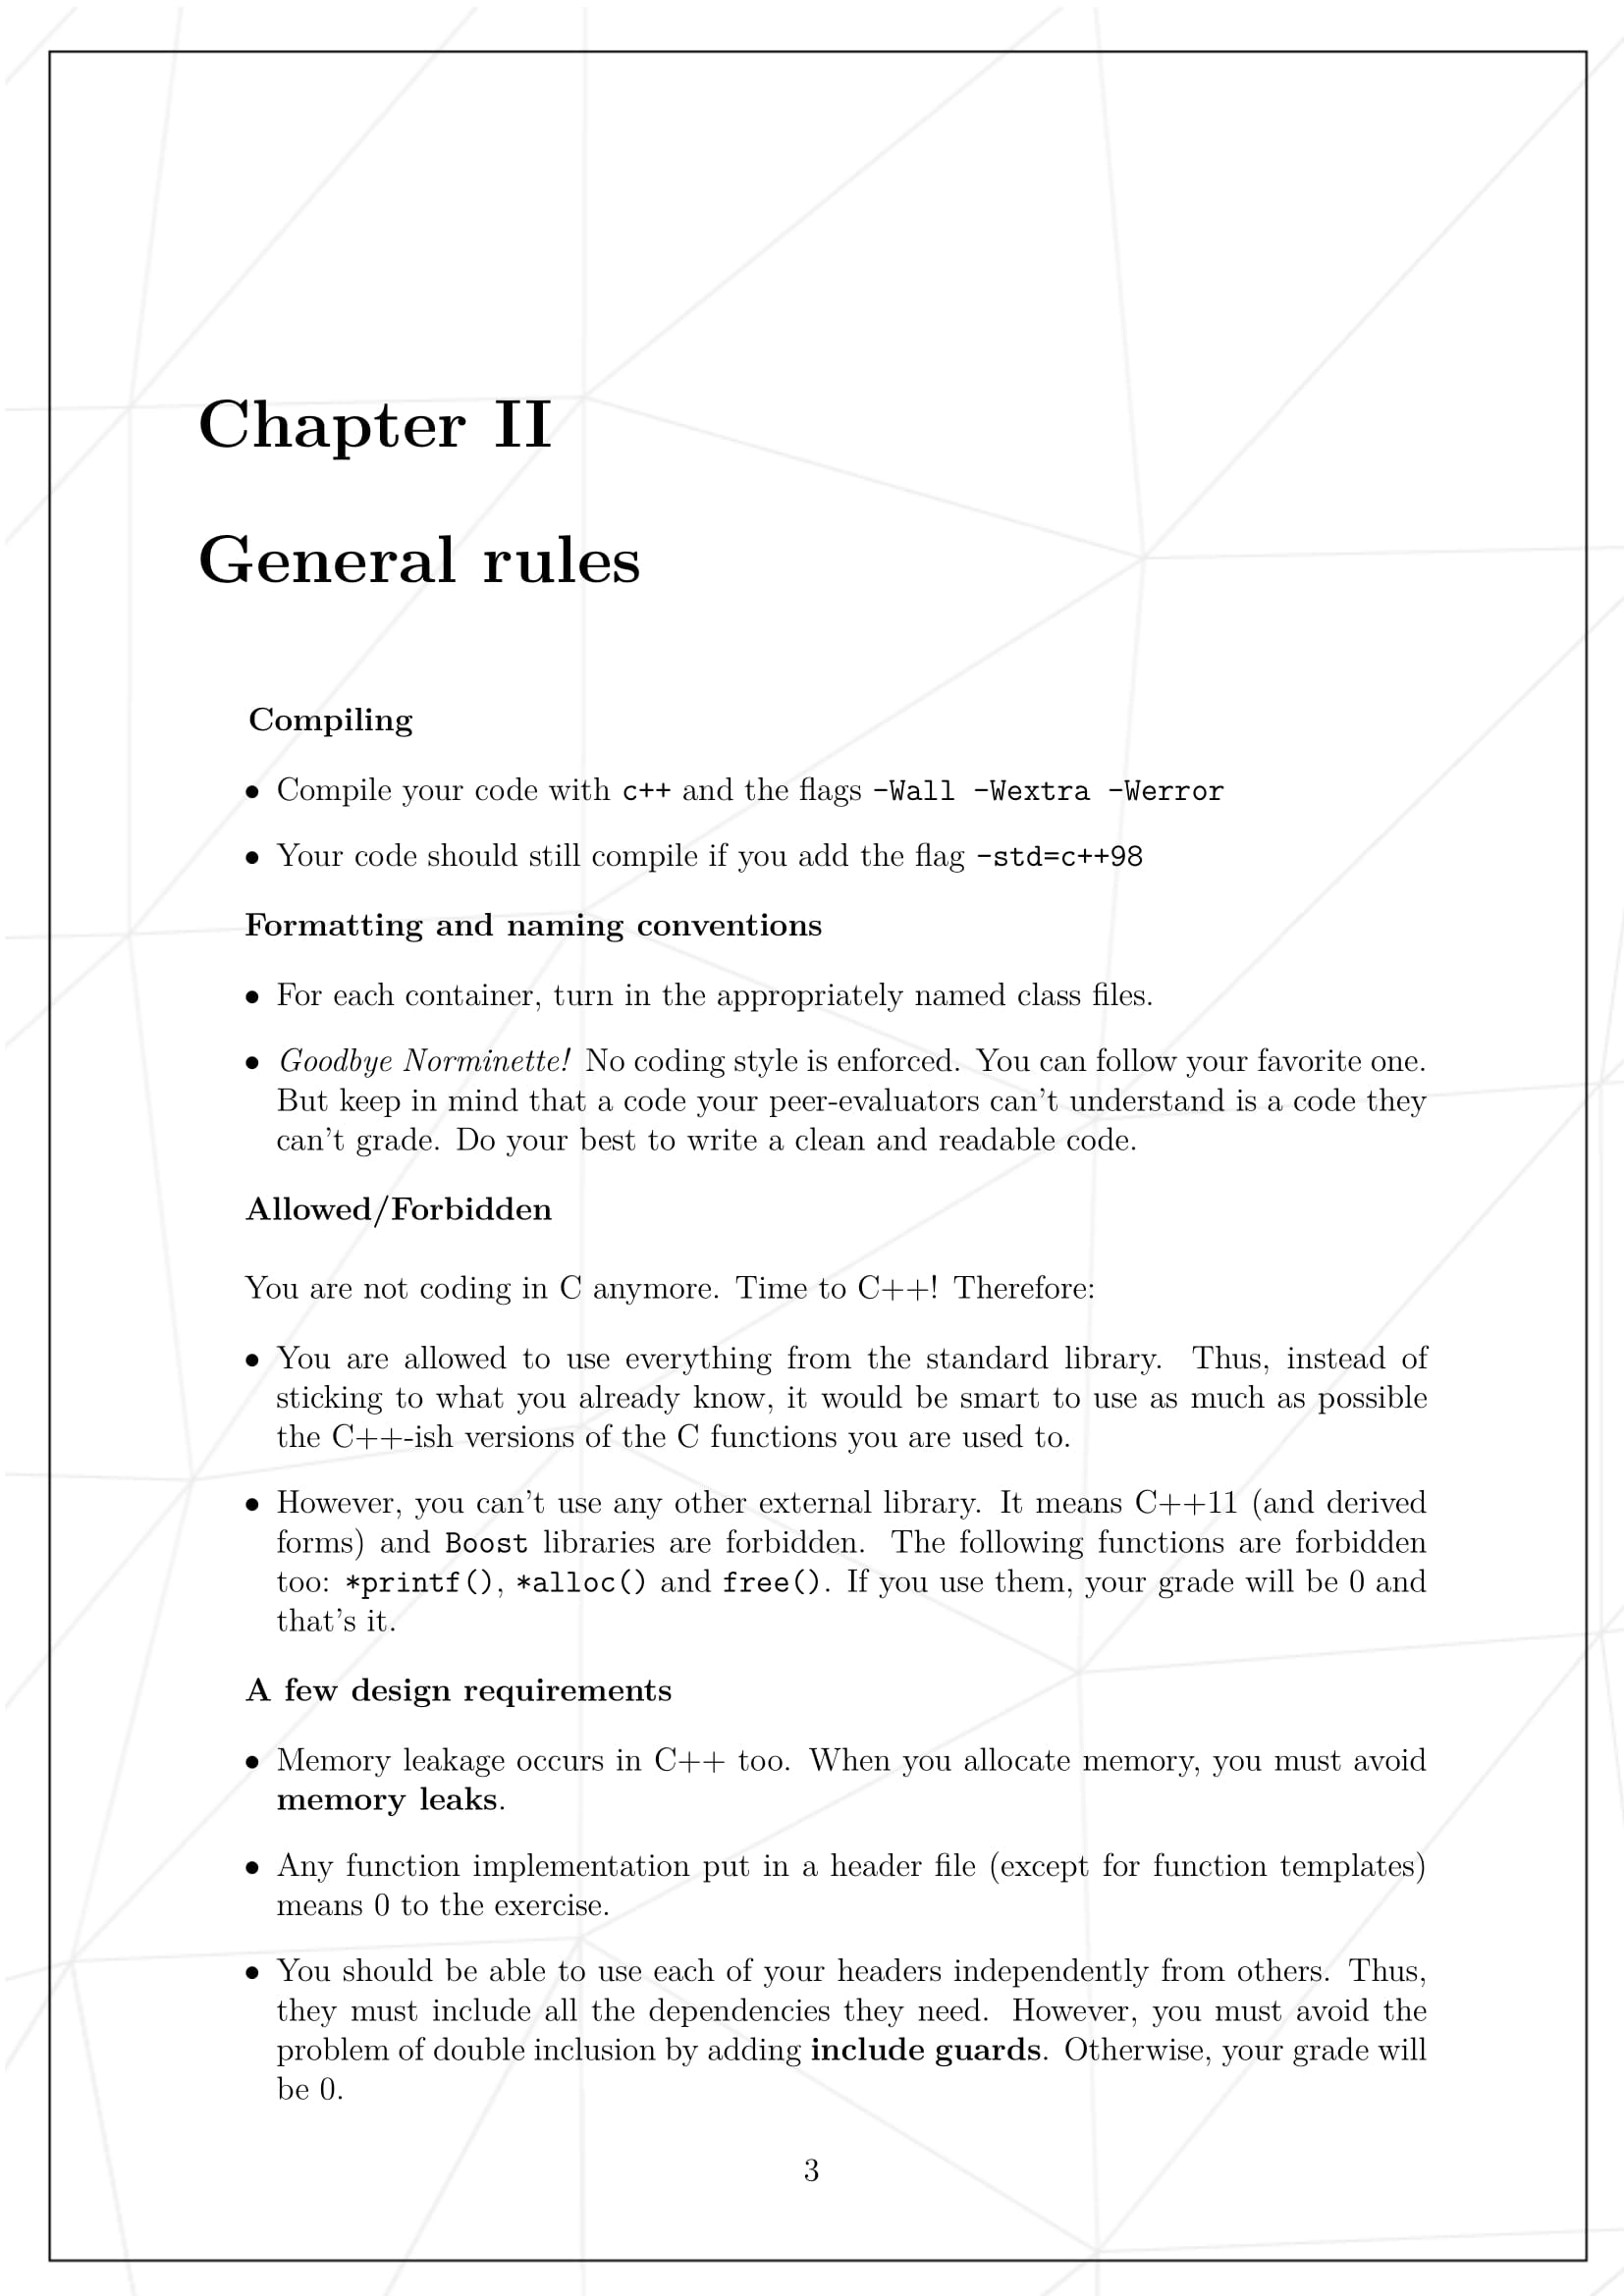 Chapter II
General rules
Compiling
• Compile your code with c++ and the flags -Wall -Wextra -Werror
• Your code should still compile if you add the flag -std=c++98
Formatting and naming conventions
• For each container, turn in the appropriately named class files.
• Goodbye Norminette! No coding style is enforced. You can follow your favorite one.
But keep in mind that a code your peer-evaluators can't understand is a code they
can't grade. Do your best to write a clean and readable code.
Allowed/Forbidden
You are not coding in C anymore. Time to C++! Therefore:
• You are allowed to use everything from the standard library. Thus, instead of
sticking to what you already know, it would be smart to use as much as possible
the C++-ish versions of the C functions you are used to.
• However, you can't use any other external library. It means C++11 (and derived
forms) and Boost libraries are forbidden. The following functions are forbidden
too: *printf(), *alloc() and free(). If you use them, your grade will be 0 and
that's it.
A few design requirements
• Memory leakage occurs in C++ too. When you allocate memory, you must avoid
memory leaks.
• Any function implementation put in a header file (except for function templates)
means 0 to the exercise.
• You should be able to use each of your headers independently from others. Thus,
they must include all the dependencies they need. However, you must avoid the
problem of double inclusion by adding include guards. Otherwise, your grade will
be 0.
3